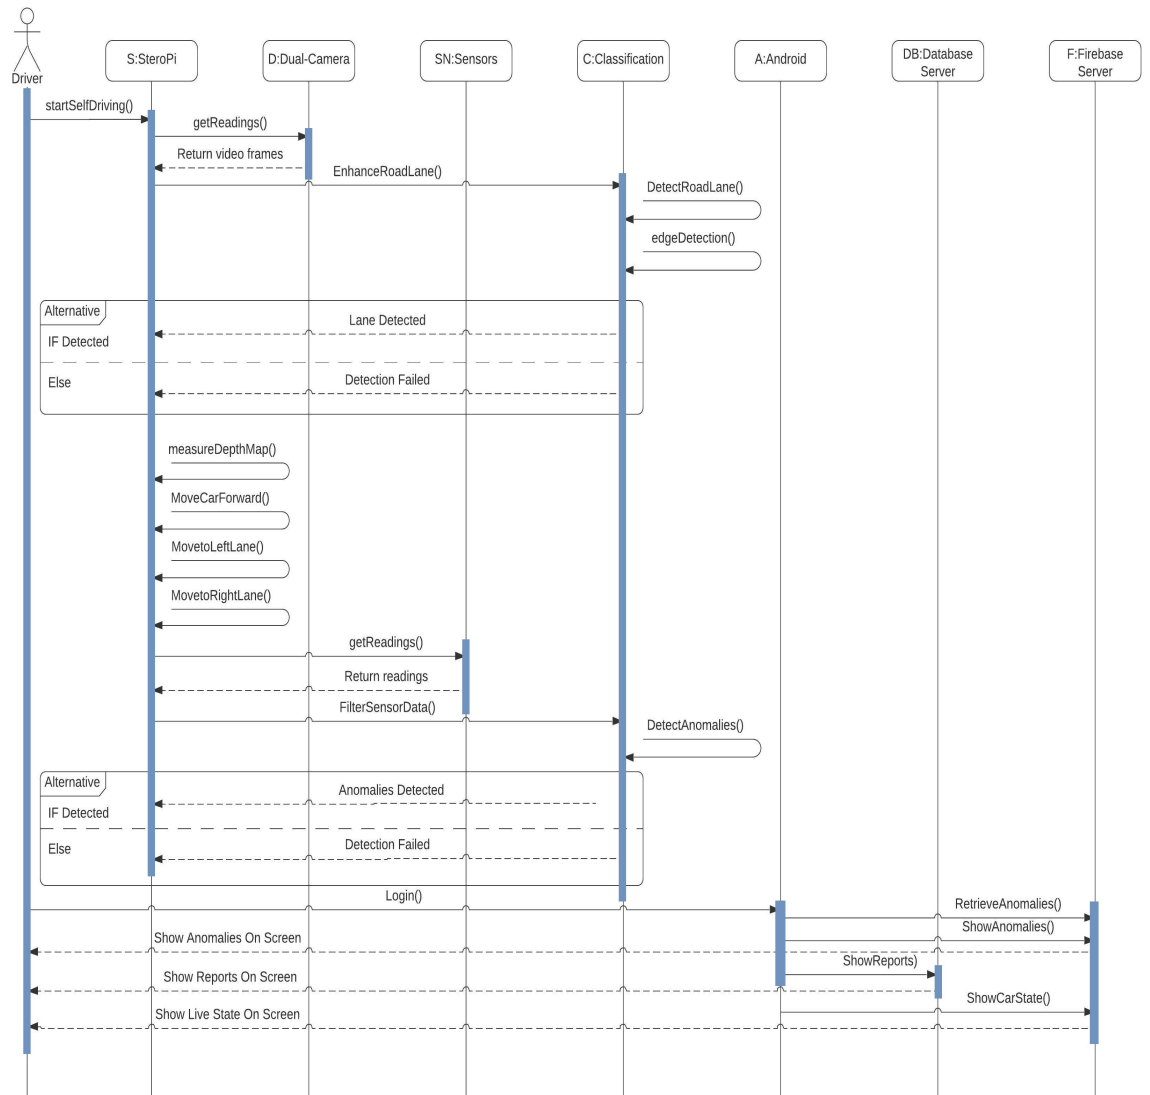 Driver
S:SteroPi
D:Dual-Camera
SN:Sensors
C:Classification
A:Android
DB:Database
Server
F:Firebase
Server
startSelfDriving()
getReadings()
Return video frames
EnhanceRoadLane()
DetectRoadLane()
edgeDetection()
Alternative
Lane Detected
IF Detected
Else
Detection Failed
measureDepthMap()
MoveCarForward()
MovetoLeftLane()
MovetoRightLane()
getReadings()
Return readings
FilterSensorData()
DetectAnomalies()
Alternative
Anomalies Detected
IF Detected
Else
Detection Failed
Login()
RetrieveAnomalies()
ShowAnomalies()
Show Anomalies On Screen
ShowReports)
Show Reports On Screen
ShowCarState()
Show Live State On Screen